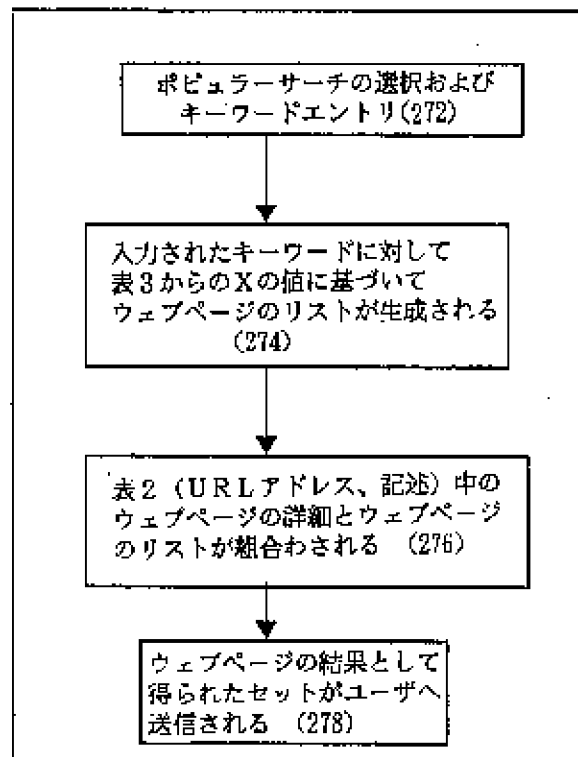 ポピュラーサーチの選択および
キーワードエントリ(272)
入力されたキーワードに対して
表3からのXの値に基づいて
ウェブページのリストが生成される
(274)
表2（URLアドレス、記述）中の
ウェブページの詳細とウェブページ
のリストが組合わされる（276）
ウェブページの結果として
得られたセットがユーザへ
送信される（278）